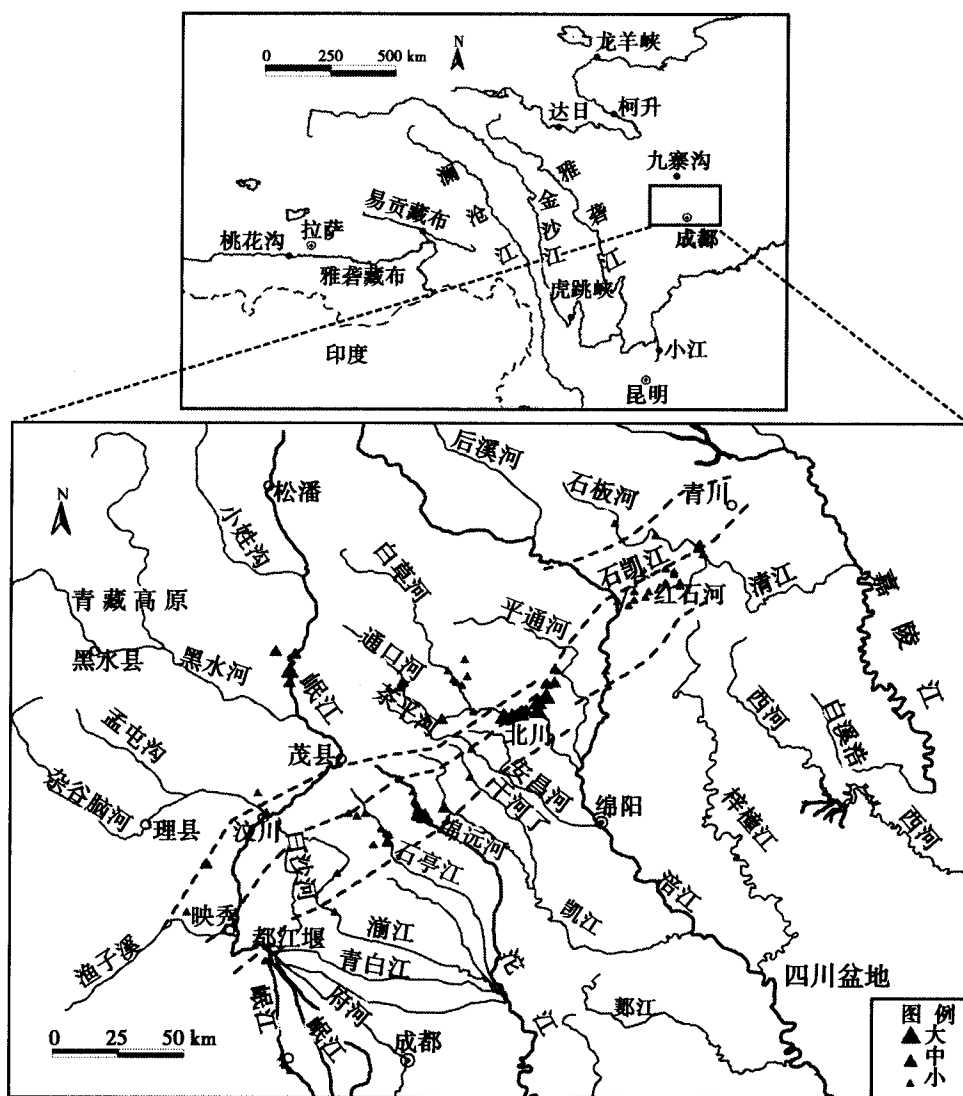 0 250 500 km
N
龙羊峡
达日
柯升
九寨沟
成都
雅砻江
金沙江
澜沧江
易贡藏布
拉萨
桃花沟
雅砻藏布
虎跳峡
小江
印度
昆明
N
松潘
后溪河
石板河
青川
小姓沟
白草河
石凯江
红石河
清江
嘉陵江
青藏高原
平通河
黑水县
黑水河
岷江
通口河
茶平河
西河
白溪浩
孟屯沟
茂县
北川
安昌河
干河丁
绵阳
梓橦江
西河
杂谷脑河
理县
汶川
白沙河
绵远河
石亭江
涪江
凯江
映秀
都江堰
湔江
渔子溪
青白江
沱江
四川盆地
府河
郪江
岷江
岷江
成都
0 25 50 km
图例
大
中
小